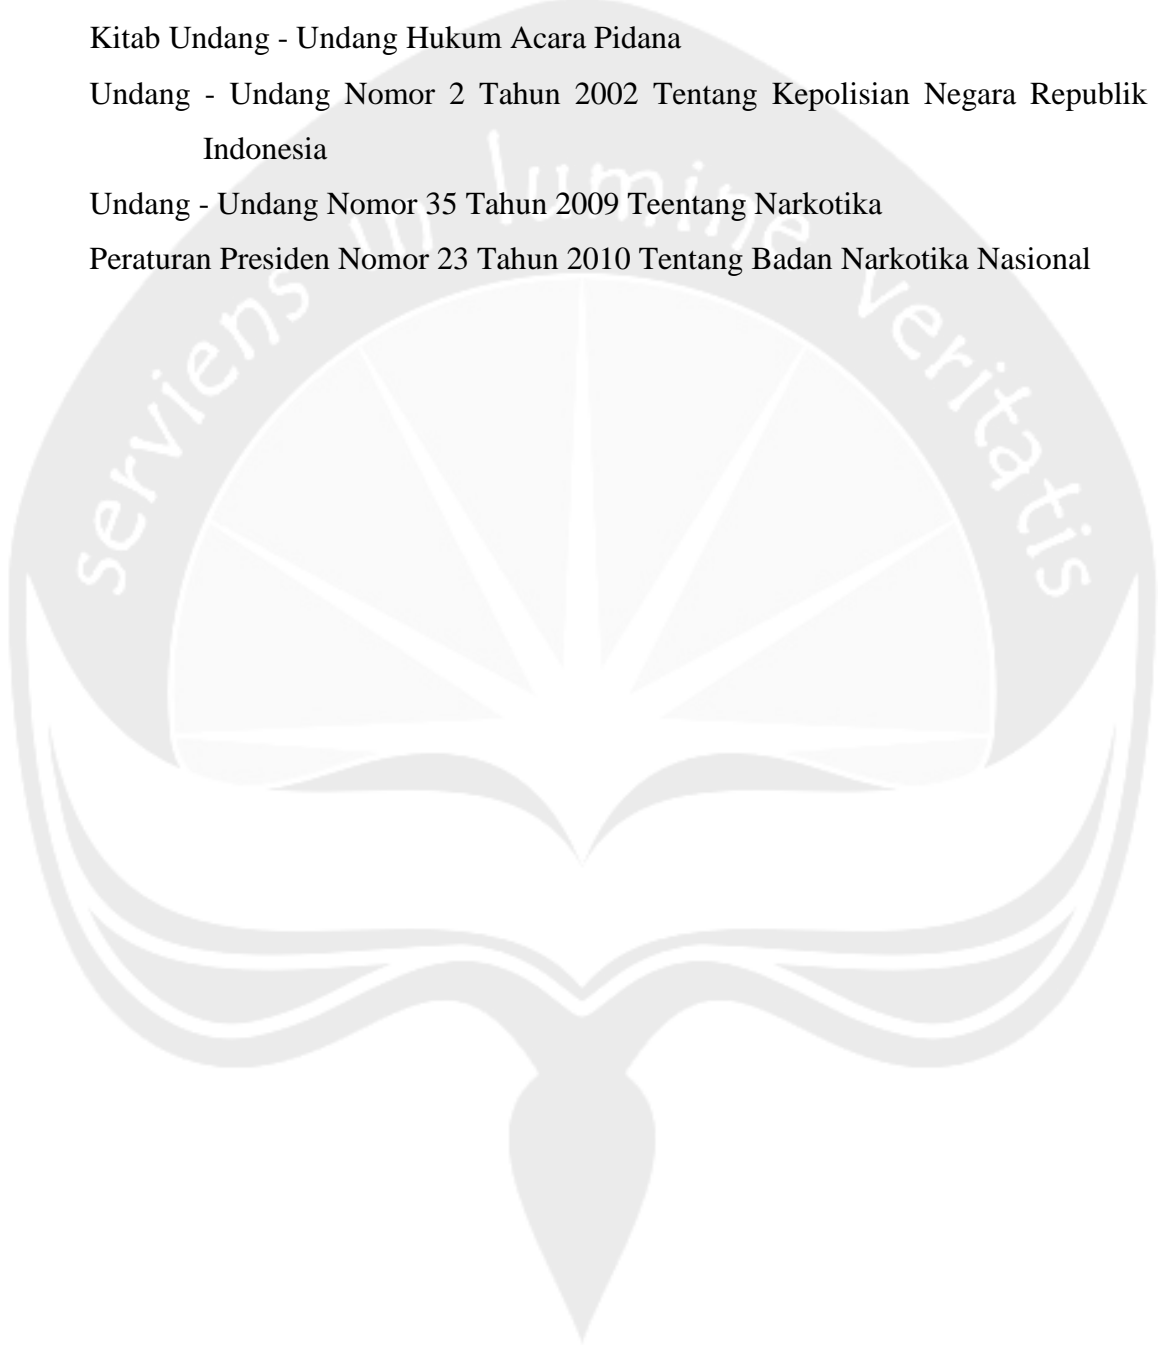 Kitab Undang - Undang Hukum Acara Pidana
Undang - Undang Nomor 2 Tahun 2002 Tentang Kepolisian Negara Republik
Indonesia
Undang - Undang Nomor 35 Tahun 2009 Teentang Narkotika
Peraturan Presiden Nomor 23 Tahun 2010 Tentang Badan Narkotika Nasional
serviens in lumine veritatis